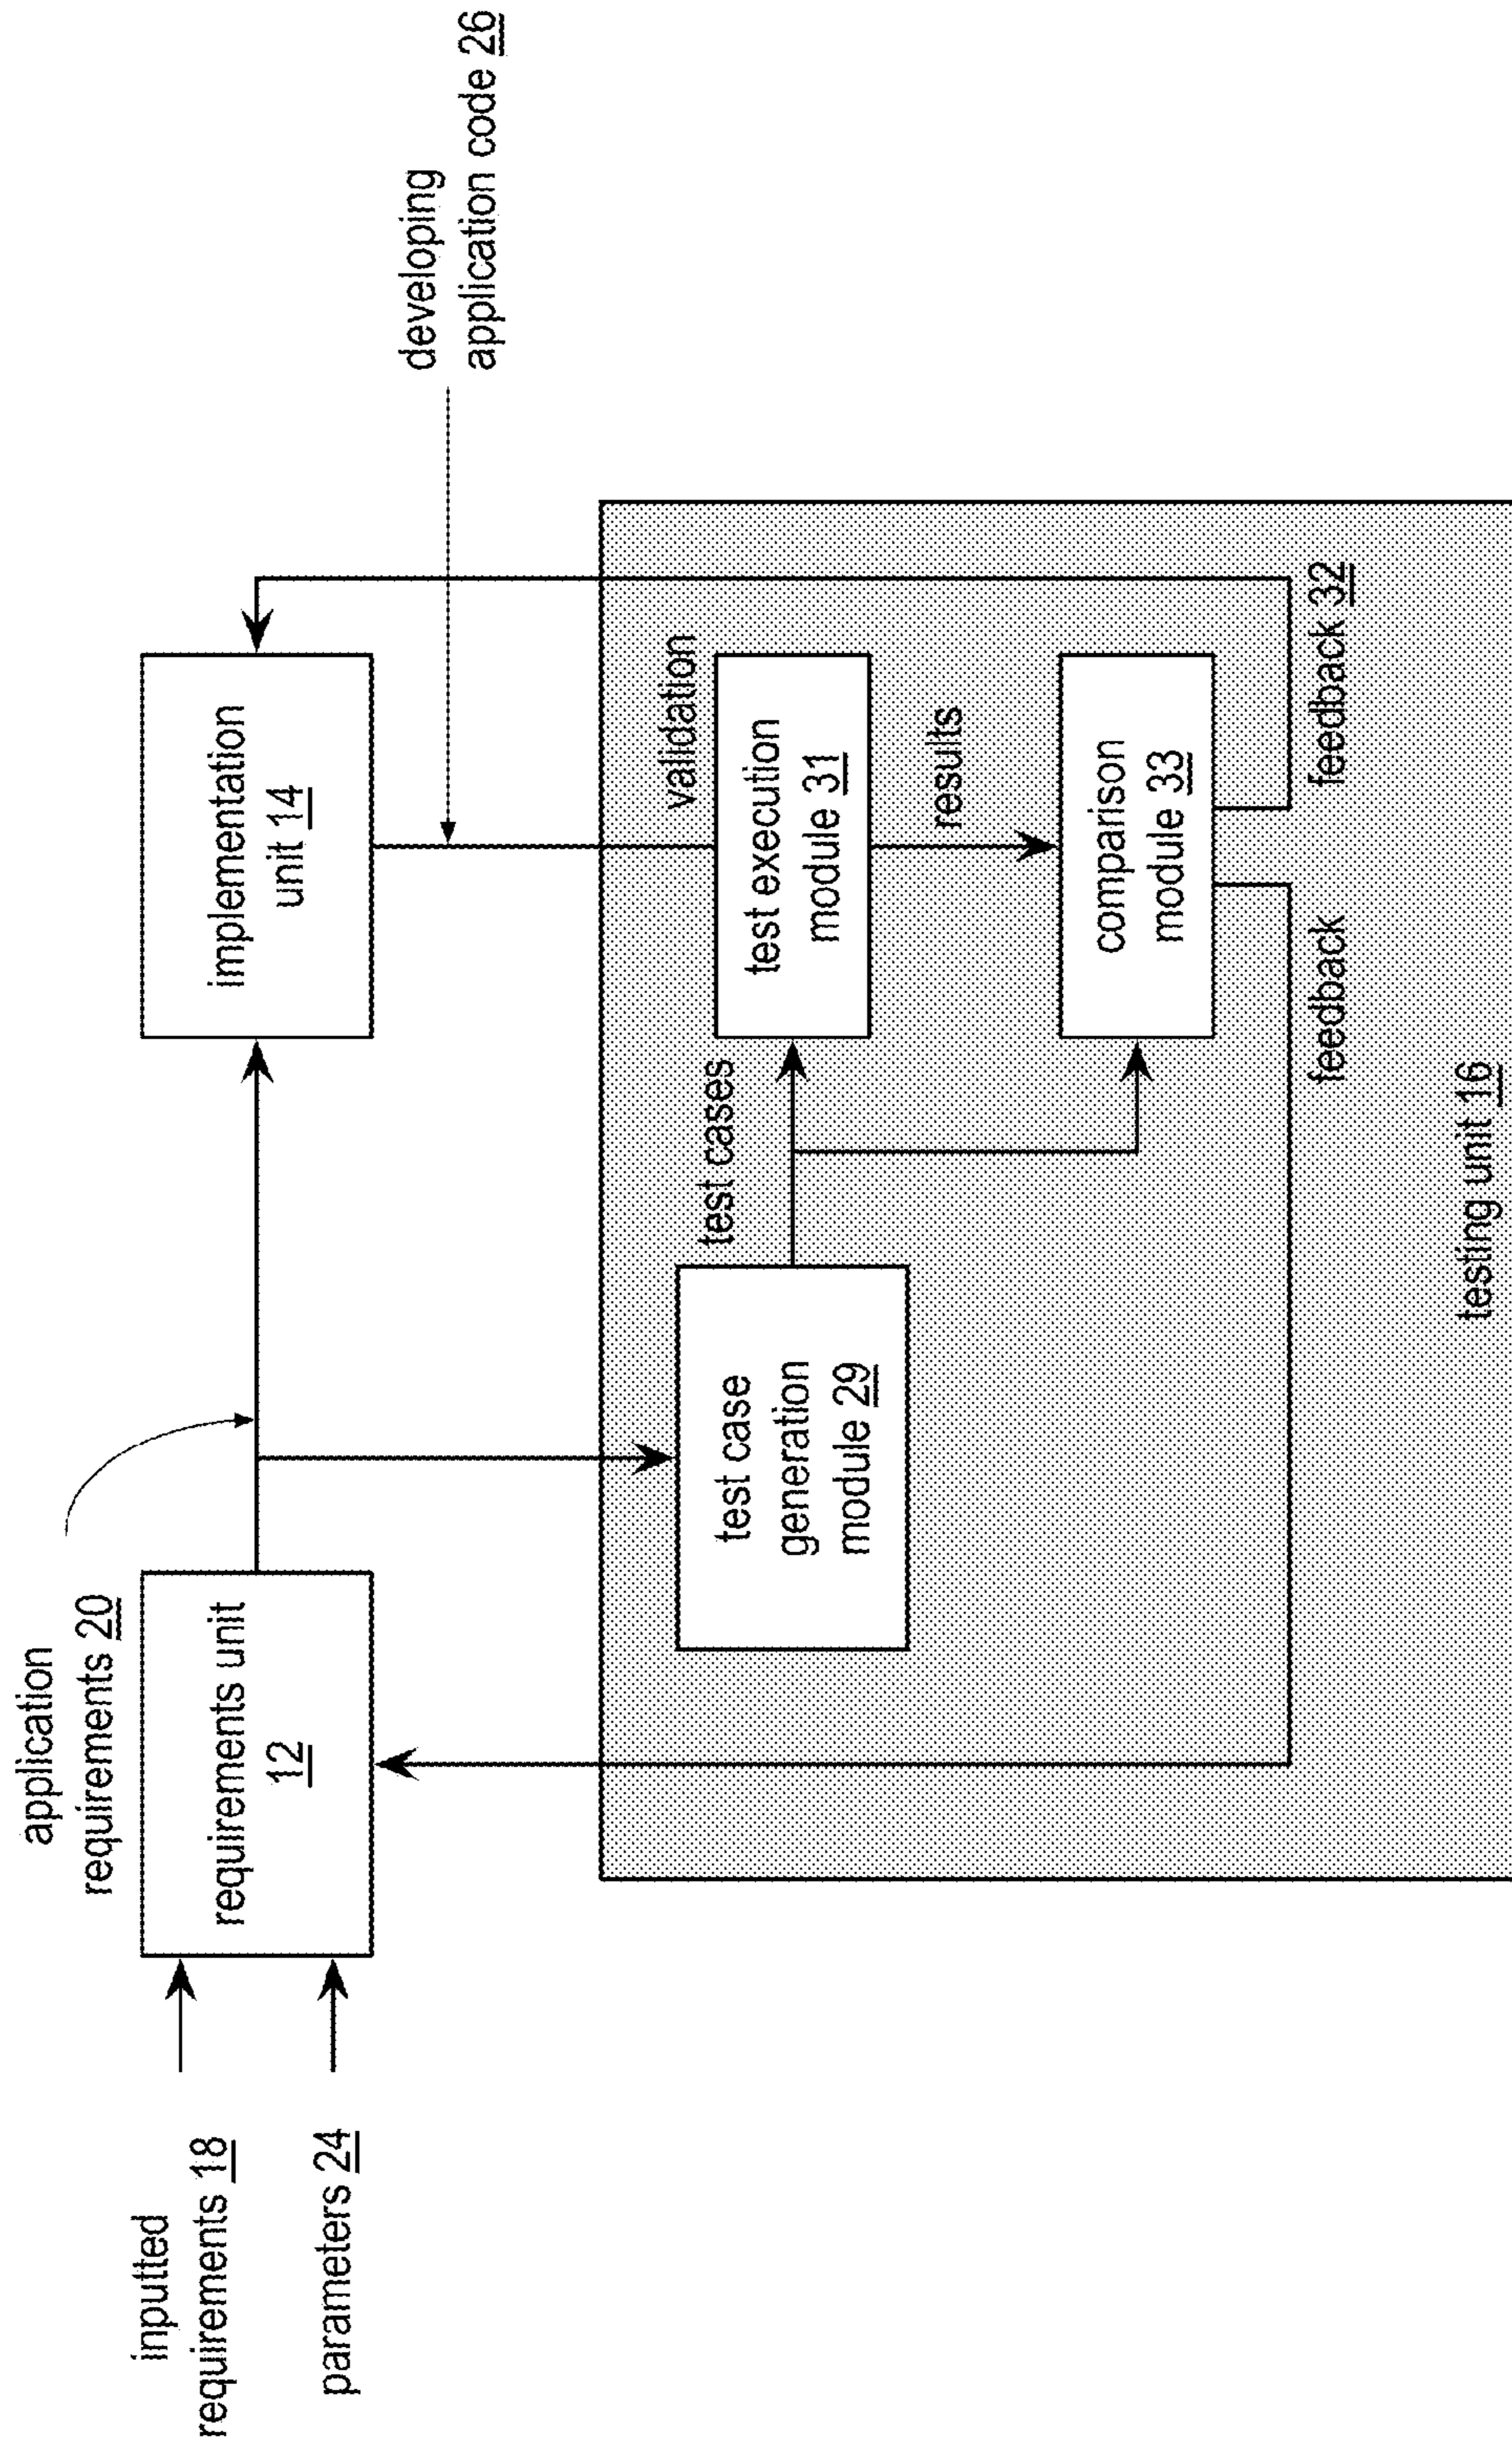 application
requirements 20
inputted
requirements 18
parameters 24
requirements unit
12
implementation
unit 14
developing
application code 26
test case
generation
module 29
test cases
validation
test execution
module 31
results
comparison
module 33
feedback
feedback 32
testing unit 16